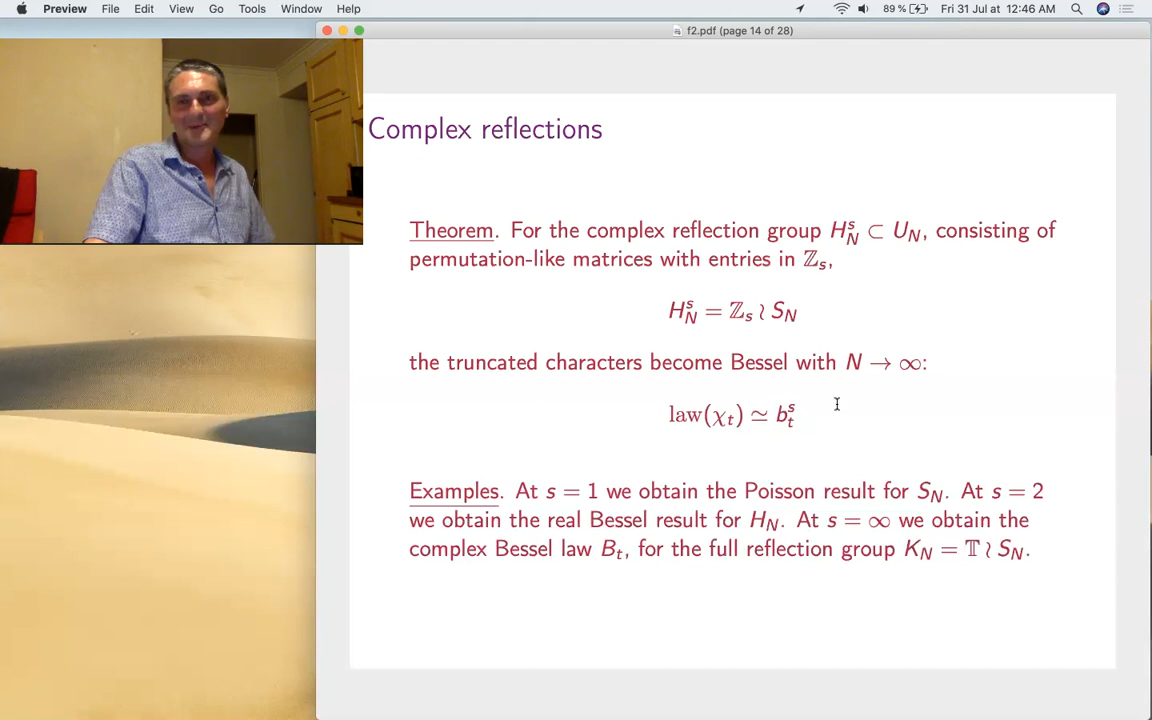 Preview File Edit View Go Tools Window Help 89 % Fri 31 Jul at 12:46 AM
f2.pdf (page 14 of 28)
Complex reflections
Theorem. For the complex reflection group H_N^s ⊂ U_N, consisting of
permutation-like matrices with entries in ℤ_s,
H_N^s = ℤ_s ≀ S_N
the truncated characters become Bessel with N → ∞:
law(χ_t) ≃ b_t^s
Examples. At s = 1 we obtain the Poisson result for S_N. At s = 2
we obtain the real Bessel result for H_N. At s = ∞ we obtain the
complex Bessel law B_t, for the full reflection group K_N = 𝕋 ≀ S_N.